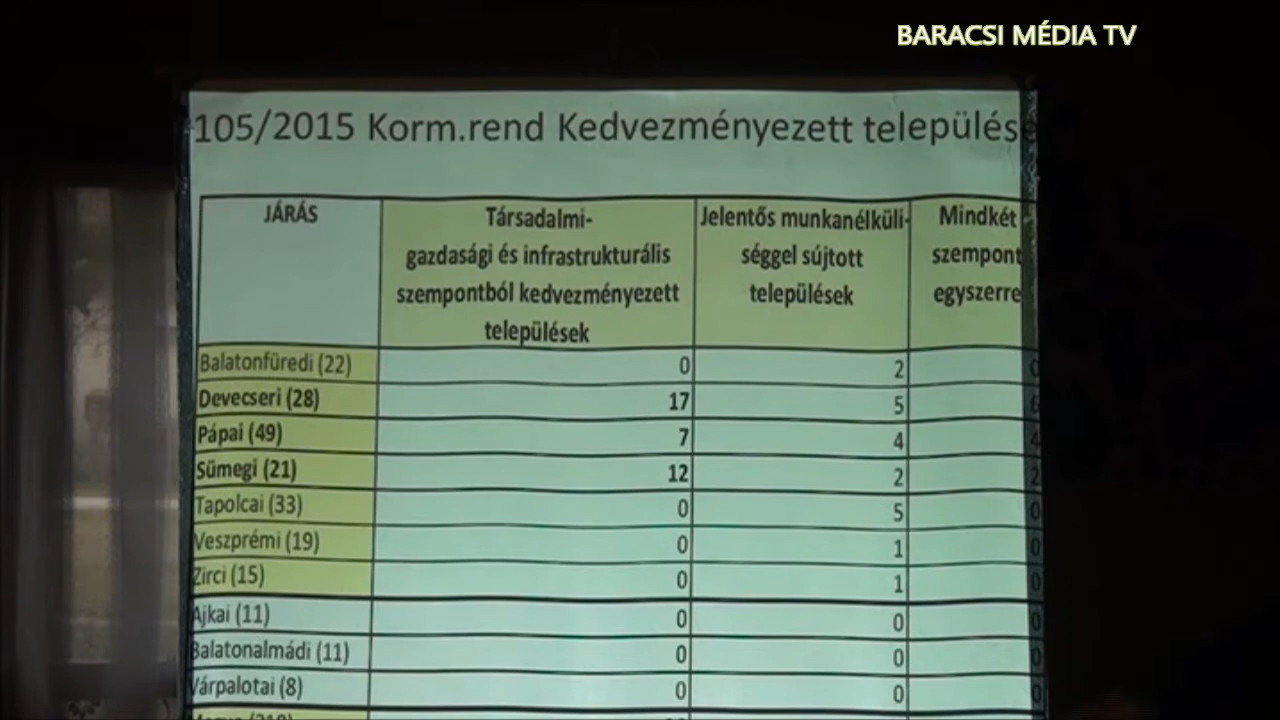 BARACSI MÉDIA TV
105/2015 Korm.rend Kedvezményezett települése
JÁRÁS
Társadalmi-
gazdasági és infrastrukturális
szempontból kedvezményezett
települések
Jelentős munkanélküli-
séggel sújtott
települések
Mindkét
szempont
egyszerre
Balatonfüredi (22) 0 2 0
Devecseri (28) 17 5 6
Pápai (49) 7 4 4
Sümegi (21) 12 2 2
Tapolcai (33) 0 5 0
Veszprémi (19) 0 1 0
Zirci (15) 0 1 0
Ajkai (11) 0 0 0
Balatonalmádi (11) 0 0 0
Várpalotai (8) 0 0 0